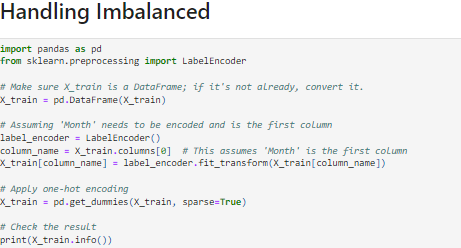 Handling Imbalanced
import pandas as pd
from sklearn.preprocessing import LabelEncoder
# Make sure X_train is a DataFrame; if it's not already, convert it.
X_train = pd.DataFrame(X_train)
# Assuming 'Month' needs to be encoded and is the first column
label_encoder = LabelEncoder()
column_name = X_train.columns[0]  # This assumes 'Month' is the first column
X_train[column_name] = label_encoder.fit_transform(X_train[column_name])
# Apply one-hot encoding
X_train = pd.get_dummies(X_train, sparse=True)
# Check the result
print(X_train.info())